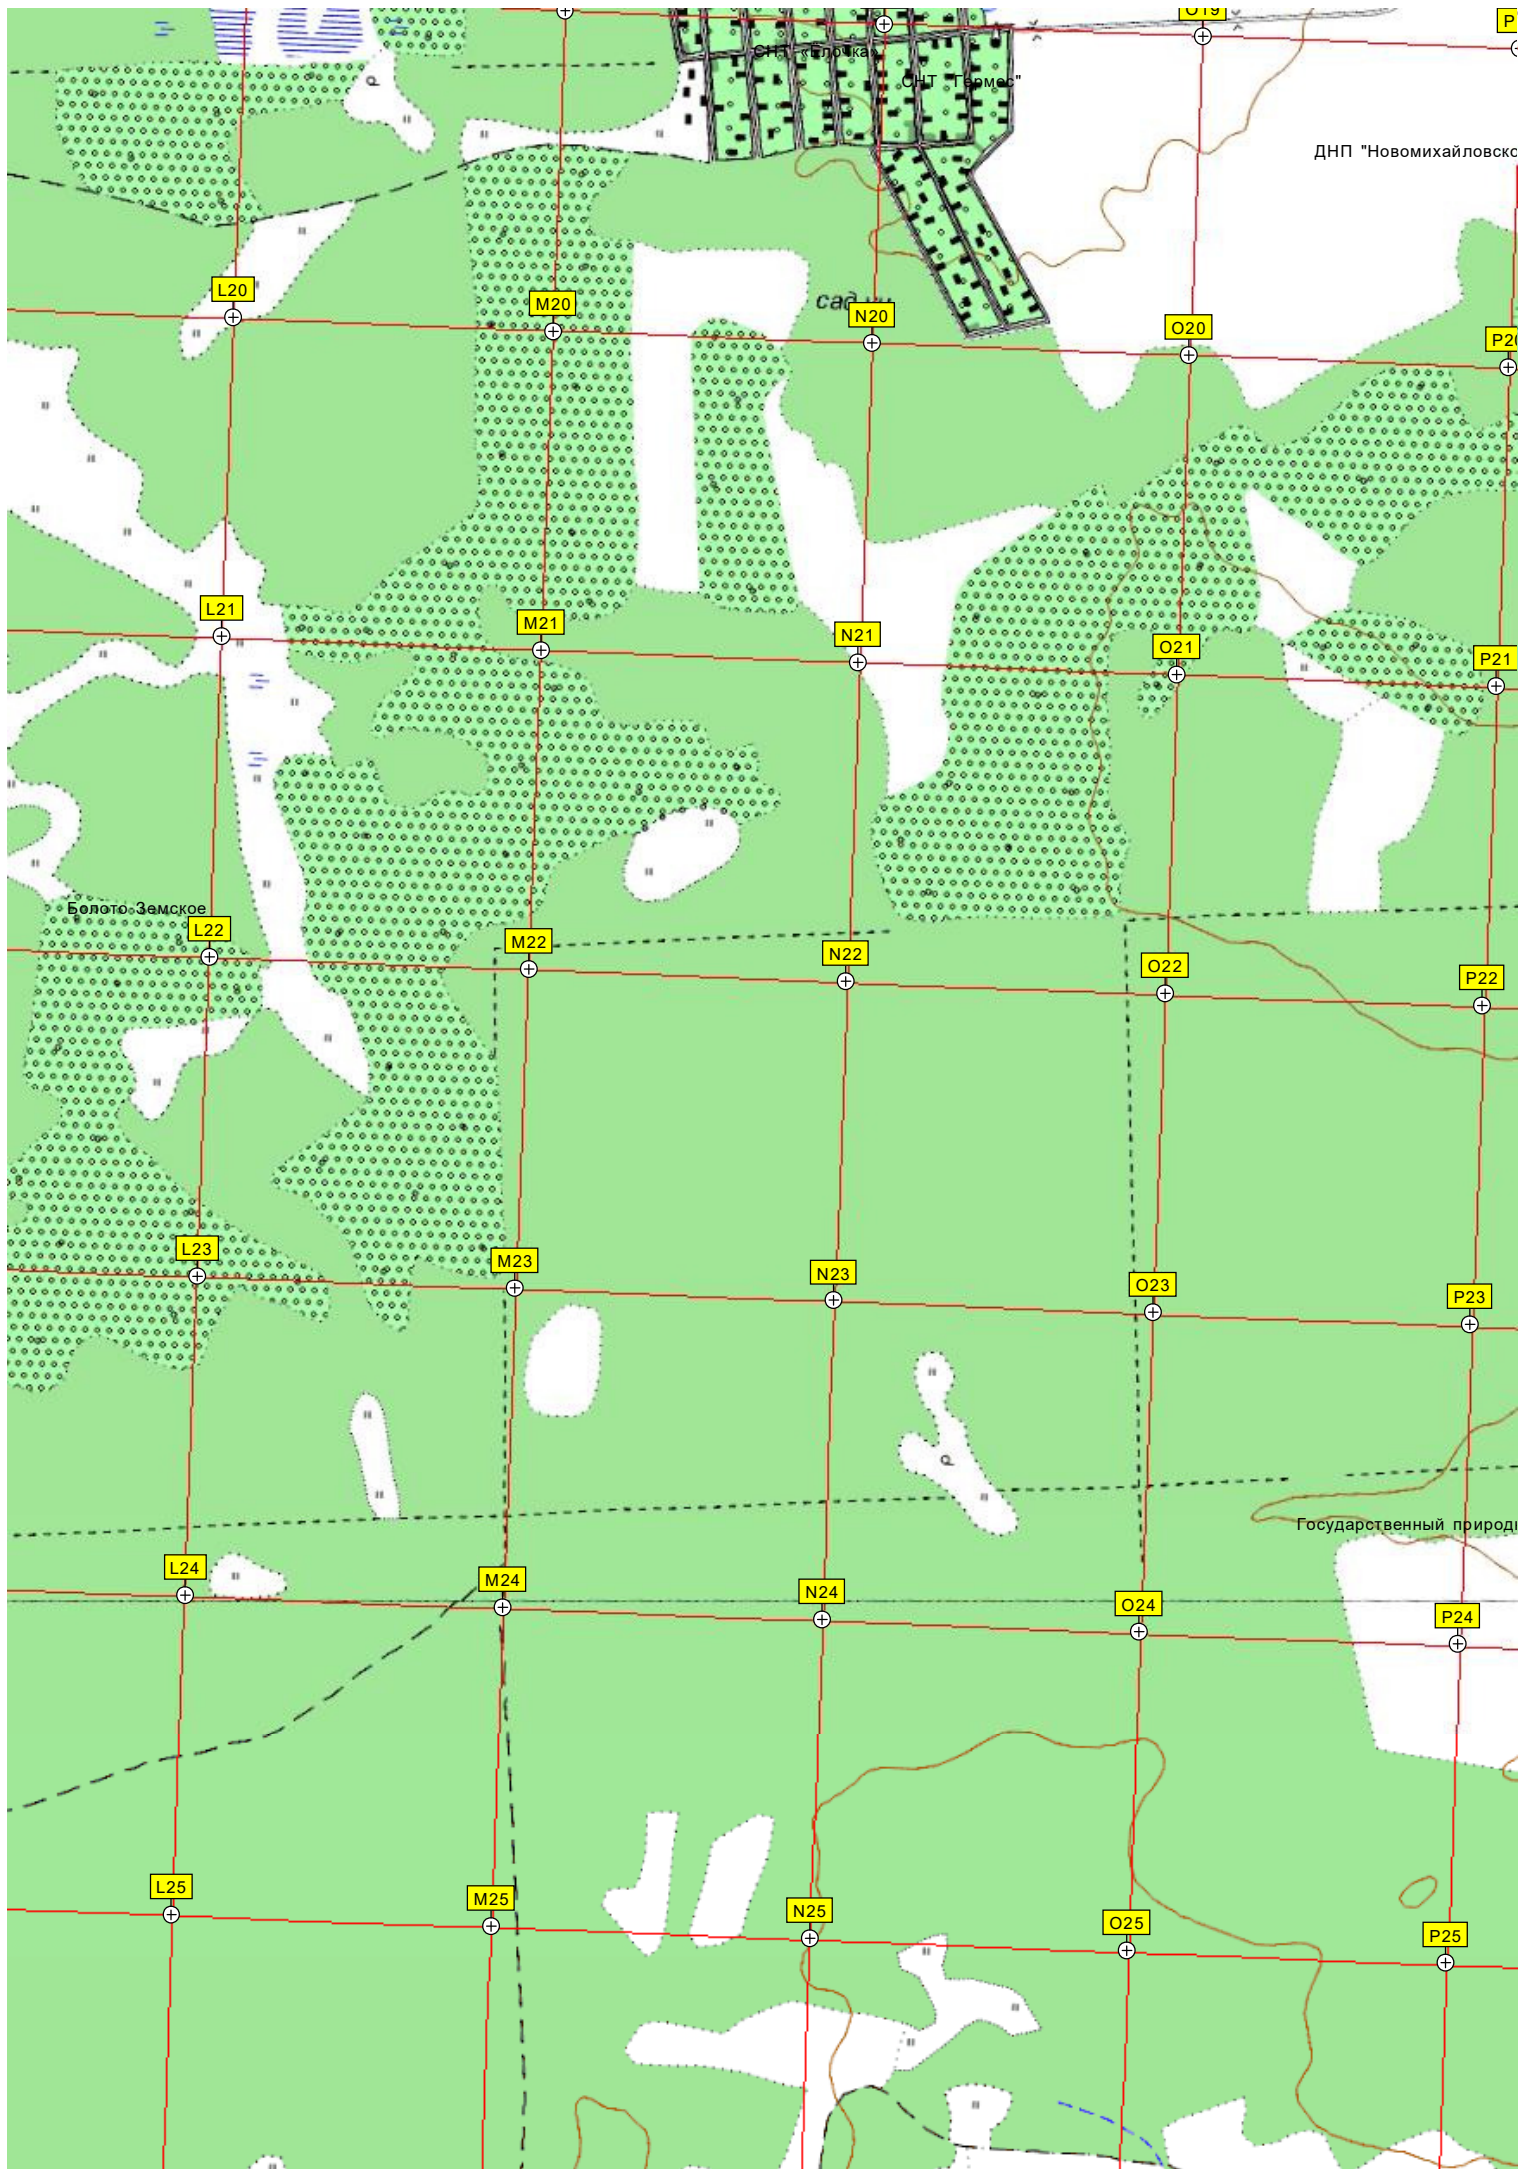 O19
СНТ «Ёлочка»
СНТ "Гермес"
ДНП "Новомихайловско
L20
M20
N20
O20
P20
L21
M21
N21
O21
P21
Болото Земское
L22
M22
N22
O22
P22
L23
M23
N23
O23
P23
Государственный природ
L24
M24
N24
O24
P24
L25
M25
N25
O25
P25